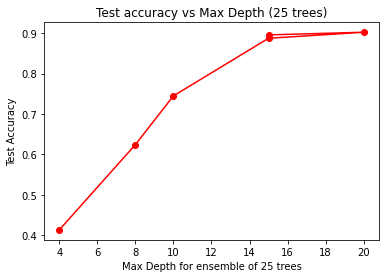 Test accuracy vs Max Depth (25 trees)
0.9
0.8
0.7
0.6
0.5
0.4
Test Accuracy
4 6 8 10 12 14 16 18 20
Max Depth for ensemble of 25 trees